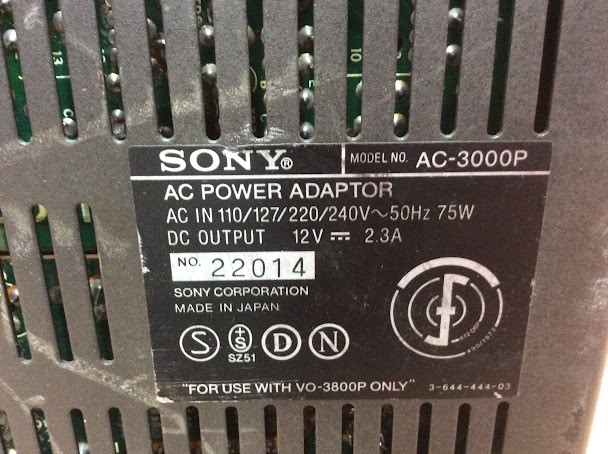 13
C
10
SONY®
MODEL NO. AC-3000P
AC POWER ADAPTOR
AC IN 110/127/220/240V～50Hz 75W
DC OUTPUT 12V ⎓ 2.3A
NO. 22014
SONY CORPORATION
MADE IN JAPAN
S +S D N
SZ51
"FOR USE WITH VO-3800P ONLY" 3-644-444-03